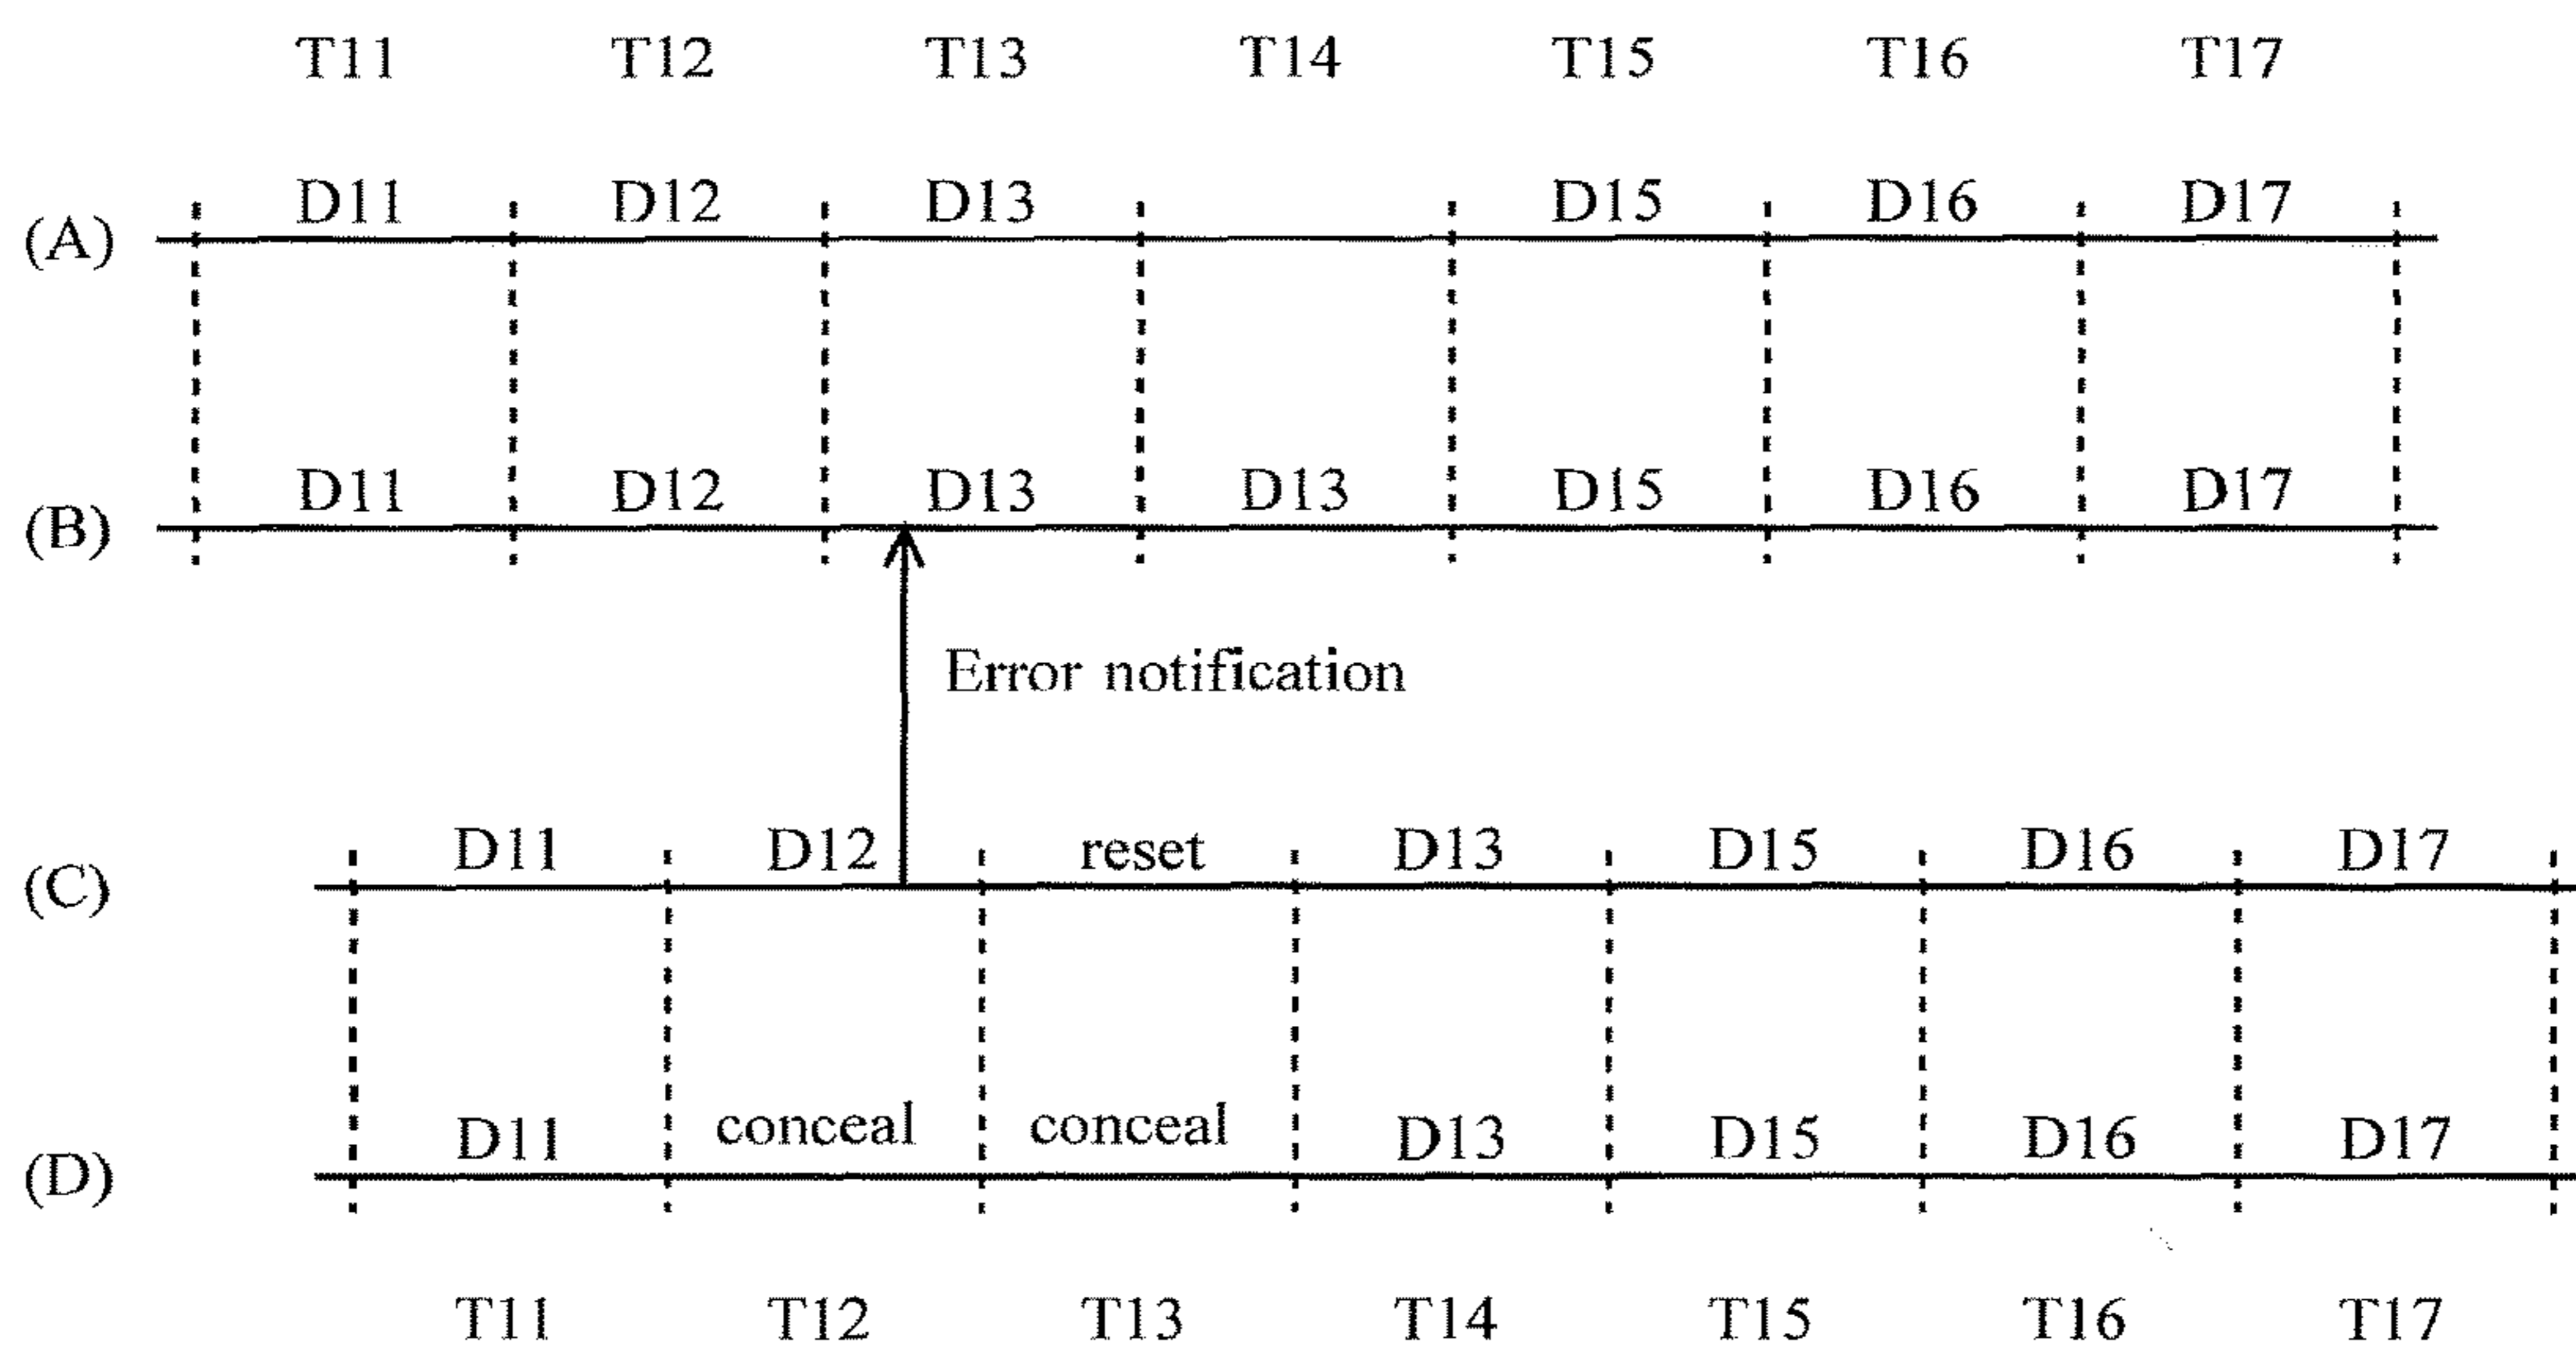 T11 T12 T13 T14 T15 T16 T17
(A) D11 D12 D13 D15 D16 D17
(B) D11 D12 D13 D13 D15 D16 D17
Error notification
(C) D11 D12 reset D13 D15 D16 D17
(D) D11 conceal conceal D13 D15 D16 D17
T11 T12 T13 T14 T15 T16 T17